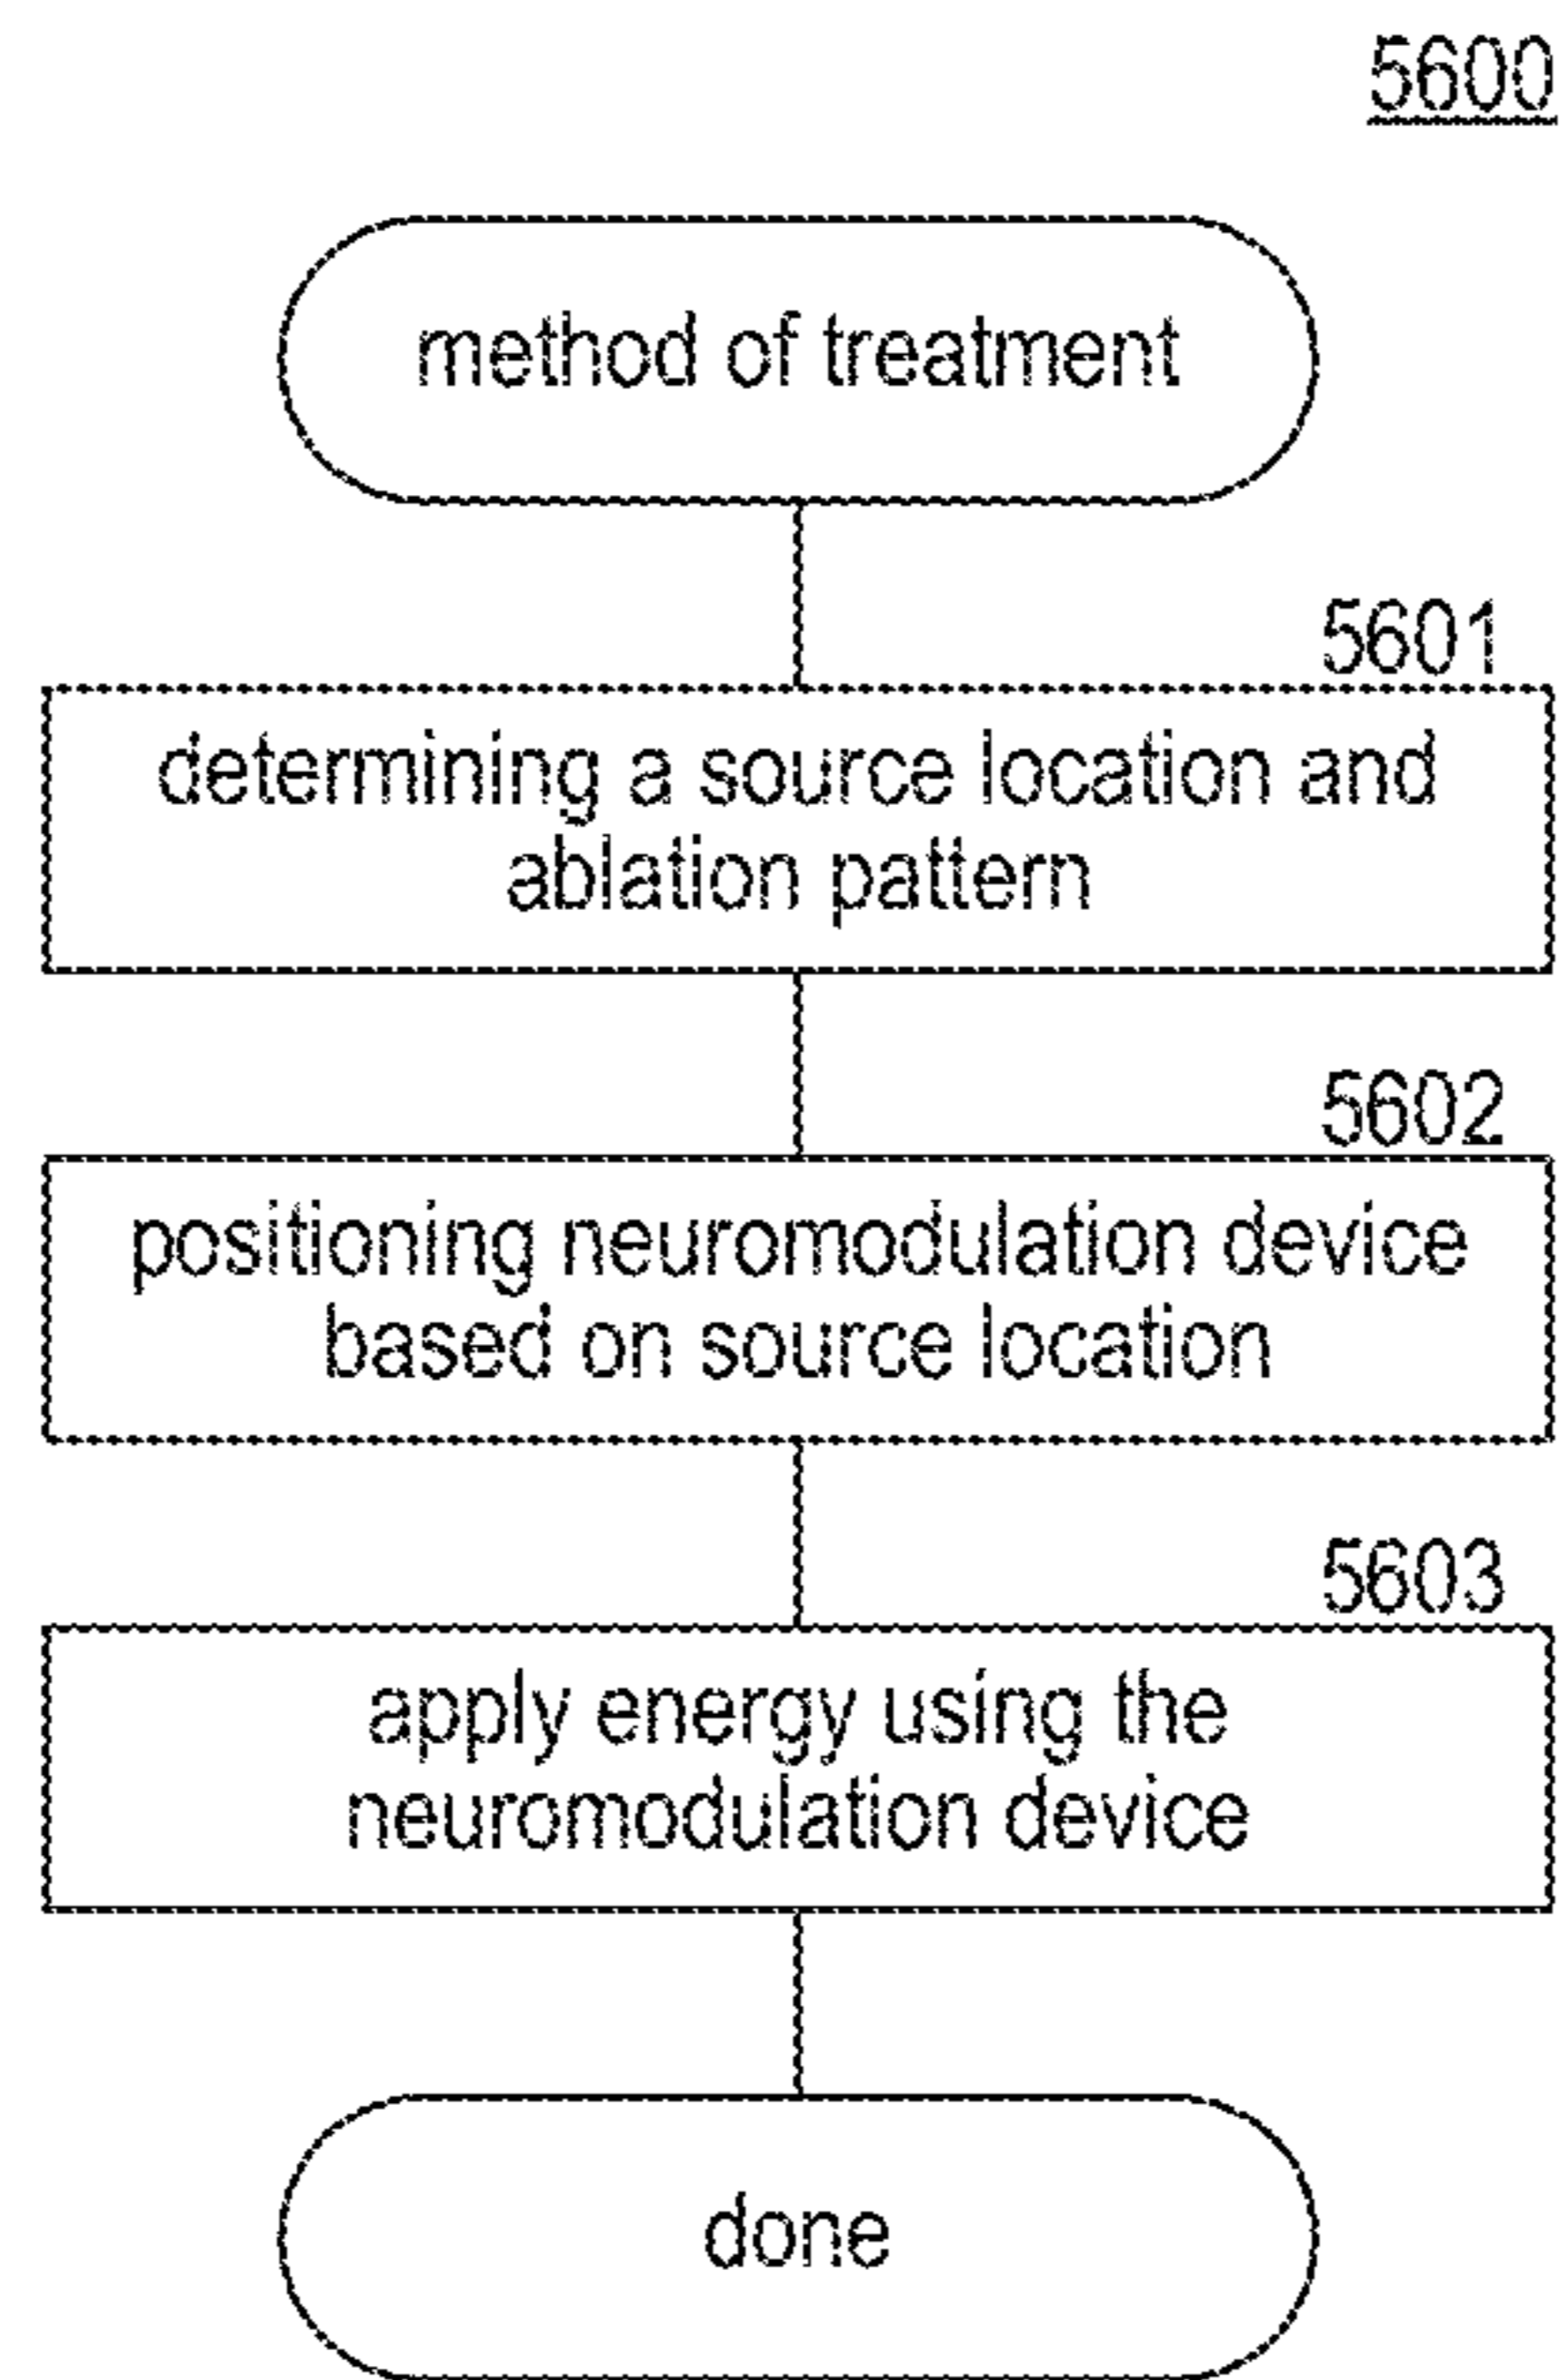 5600
method of treatment
5601
determining a source location and
ablation pattern
5602
positioning neuromodulation device
based on source location
5603
apply energy using the
neuromodulation device
done